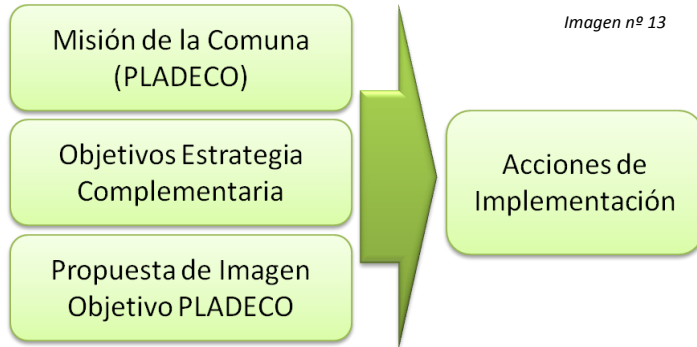 Imagen nº 13
Misión de la Comuna
(PLADECO)
Objetivos Estrategia
Complementaria
Propuesta de Imagen
Objetivo PLADECO
Acciones de
Implementación